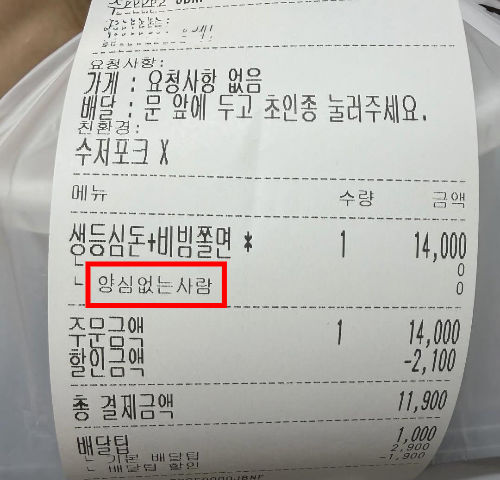 요청사항:
가게 : 요청사항 없음
배달 : 문 앞에 두고 초인종 눌러주세요.
친환경:
수저포크 X
메뉴 수량 금액
생등심돈+비빔쫄면 * 1 14,000
ㄴ 0
ㄴ 양심없는사람 0
주문금액 1 14,000
할인금액 -2,100
총 결제금액 11,900
배달팁 1,000
ㄴ 기본 배달팁 2,900
ㄴ 배달팁 할인 -1,900